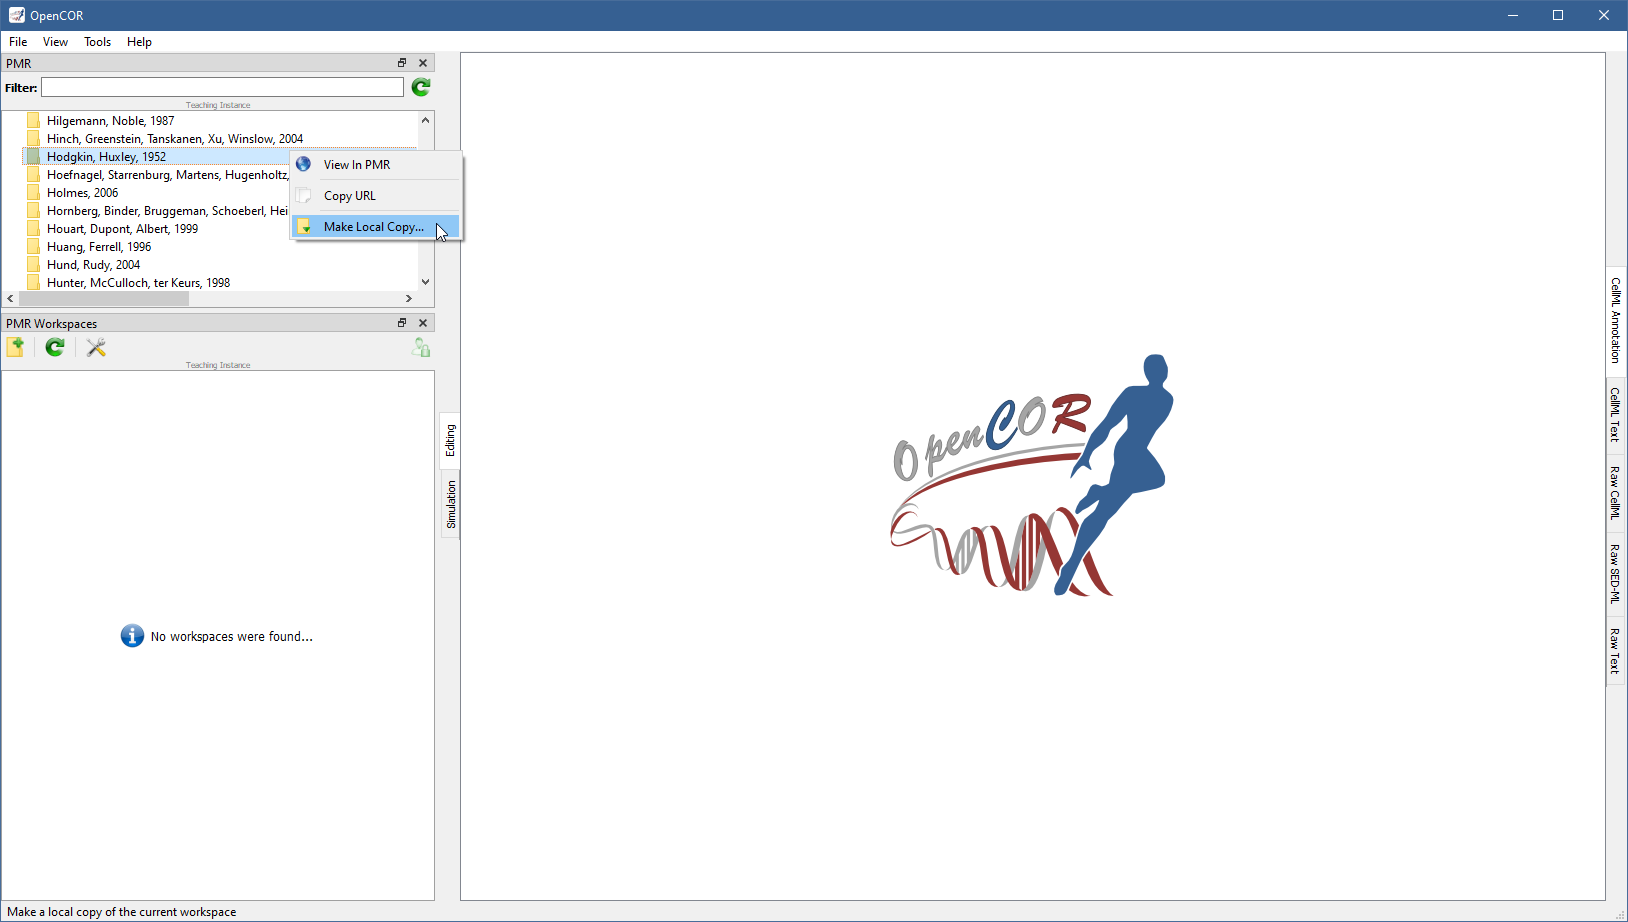 OpenCOR
File View Tools Help
PMR
Filter:
Teaching Instance
Hilgemann, Noble, 1987
Hinch, Greenstein, Tanskanen, Xu, Winslow, 2004
Hodgkin, Huxley, 1952
Hoefnagel, Starrenburg, Martens, Hugenholtz,
Holmes, 2006
Hornberg, Binder, Bruggeman, Schoeberl, Hei
Houart, Dupont, Albert, 1999
Huang, Ferrell, 1996
Hund, Rudy, 2004
Hunter, McCulloch, ter Keurs, 1998
View In PMR
Copy URL
Make Local Copy...
PMR Workspaces
Teaching Instance
No workspaces were found...
Editing
Simulation
OpenCOR
CellML Annotation
CellML Text
Raw CellML
Raw SED-ML
Raw Text
Make a local copy of the current workspace